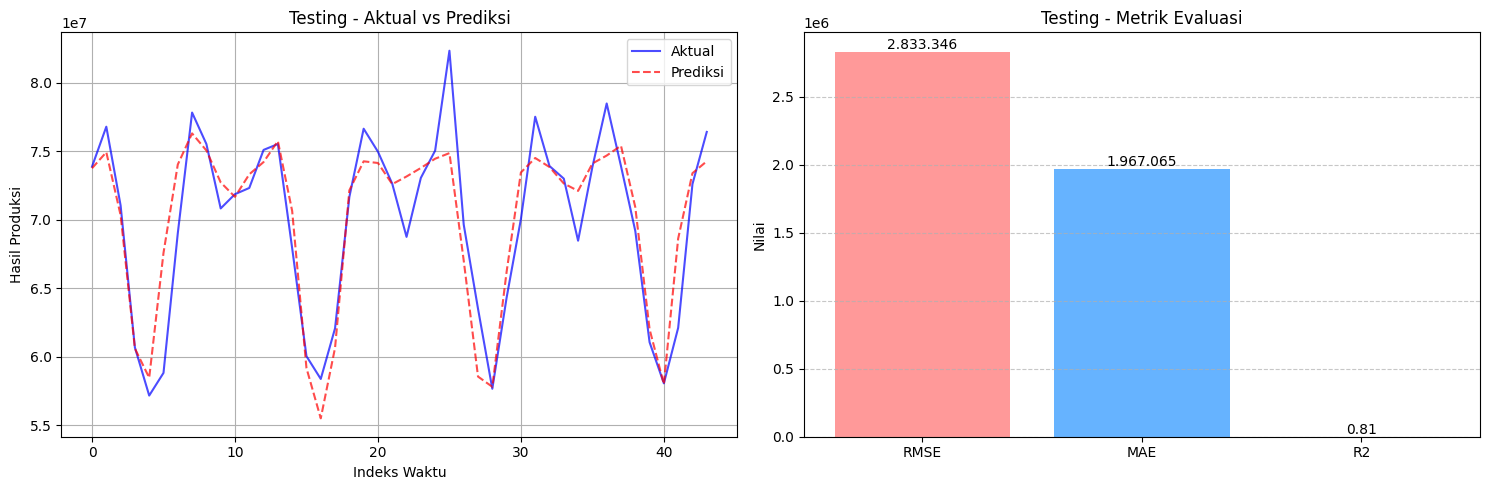 Testing - Aktual vs Prediksi
1e7
Aktual
Prediksi
8.0
7.5
7.0
6.5
6.0
5.5
Hasil Produksi
0 10 20 30 40
Indeks Waktu
Testing - Metrik Evaluasi
1e6
2.833.346
1.967.065
0.81
2.5
2.0
1.5
1.0
0.5
0.0
Nilai
RMSE MAE R2